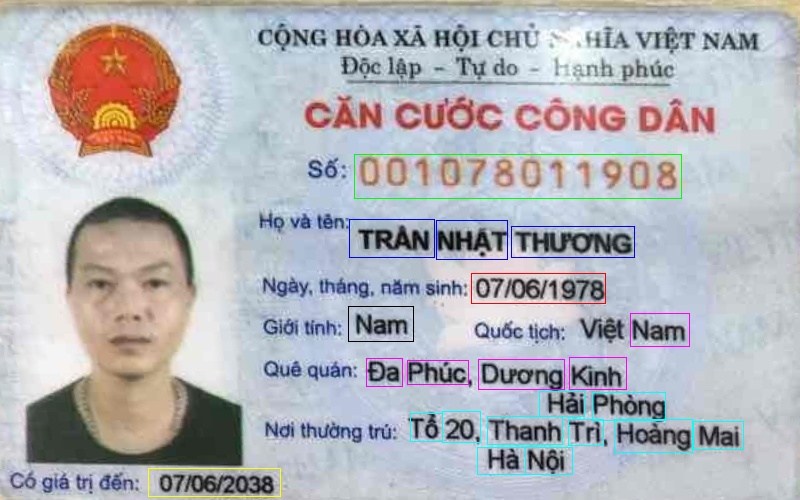 CỘNG HÒA XÃ HỘI CHỦ HĨA VIỆT NAM
Độc lập - Tự do - Hạnh phúc
CĂN CƯỚC CÔNG DÂN
Số: 001078011908
Họ và tên: TRẦN NHẬT THƯƠNG
Ngày, tháng, năm sinh: 07/06/1978
Giới tính: Nam Quốc tịch: Việt Nam
Quê quán: Đa Phúc, Dương Kinh
Hải Phòng
Nơi thường trú: Tổ 20, Thanh Trì, Hoàng Mai
Hà Nội
Có giá trị đến: 07/06/2038